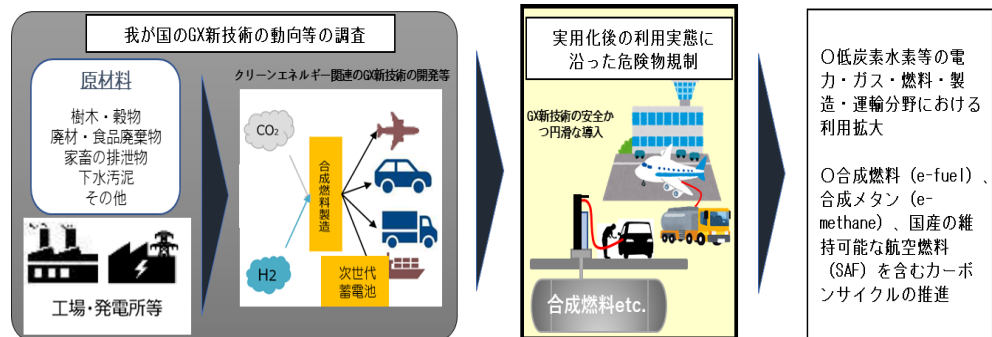 我が国のGX新技術の動向等の調査
原材料
樹木・穀物
廃材・食品廃棄物
家畜の排泄物
下水汚泥
その他
工場・発電所等
クリーンエネルギー関連のGX新技術の開発等
CO₂
H2
合成燃料製造
次世代
蓄電池
実用化後の利用実態に
沿った危険物規制
GX新技術の安全か
つ円滑な導入
合成燃料etc.
〇低炭素水素等の電
力・ガス・燃料・製
造・運輸分野における
利用拡大
〇合成燃料（e-fuel）、
合成メタン（e-
methane）、国産の維
持可能な航空燃料
（SAF）を含むカーボ
ンサイクルの推進